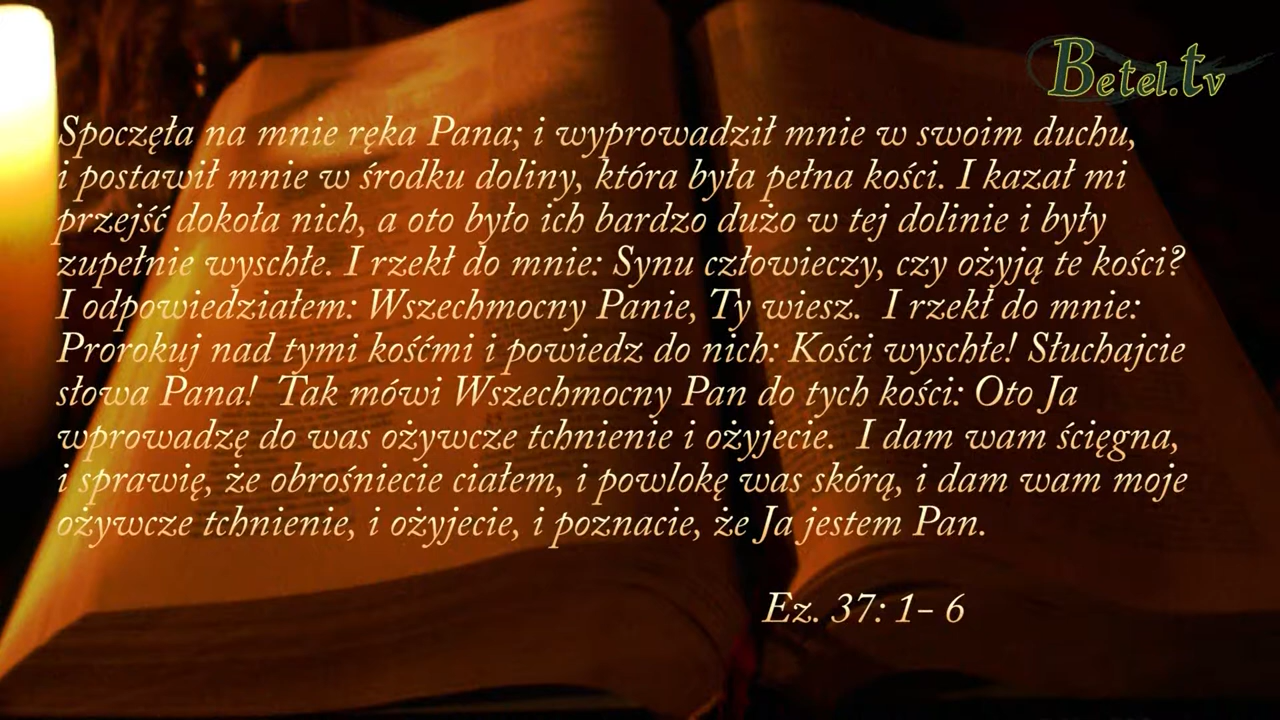 Betel.tv
Spoczęła na mnie ręka Pana; i wyprowadził mnie w swoim duchu,
i postawił mnie w środku doliny, która była pełna kości. I kazał mi
przejść dokoła nich, a oto było ich bardzo dużo w tej dolinie i były
zupełnie wyschłe. I rzekł do mnie: Synu człowieczy, czy ożyją te kości?
I odpowiedziałem: Wszechmocny Panie, Ty wiesz.  I rzekł do mnie:
Prorokuj nad tymi kośćmi i powiedz do nich: Kości wyschłe! Słuchajcie
słowa Pana!  Tak mówi Wszechmocny Pan do tych kości: Oto Ja
wprowadzę do was ożywcze tchnienie i ożyjecie.  I dam wam ścięgna,
i sprawię, że obrośniecie ciałem, i powlokę was skórą, i dam wam moje
ożywcze tchnienie, i ożyjecie, i poznacie, że Ja jestem Pan.
Ez. 37: 1– 6